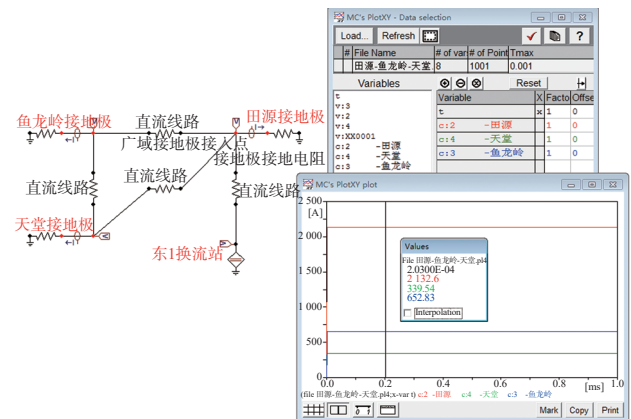 鱼龙岭接地极
直流线路
田源接地极
广域接地极接入点
接地极接地电阻
直流线路
直流线路
直流线路
天堂接地极
东1换流站
MC's PlotXY - Data selection
Load... Refresh ?
# File Name # of var # of Point Tmax
田源-鱼龙岭-天堂 8 1001 0.001
Variables Reset
t
v:3
v:2
v:4
v:XX0001
c:2 -田源
c:4 -天堂
c:3 -鱼龙岭
Variable X Facto Offse
t x 1 0
c:2 -田源 1 0
c:4 -天堂 1 0
c:3 -鱼龙岭 1 0
MC's PlotXY plot
2 500
[A]
2 000
1 500
1 000
500
0
Values
File 田源-鱼龙岭-天堂.pl4
2.0300E-04
2 132.6
339.54
652.83
Interpolation
0.0 0.2 0.4 0.6 0.8 [ms] 1.0
(file 田源-鱼龙岭-天堂.pl4;x-var t) c;2 -田源 c:4 -天堂 c:3 -鱼龙岭
Mark Copy Print